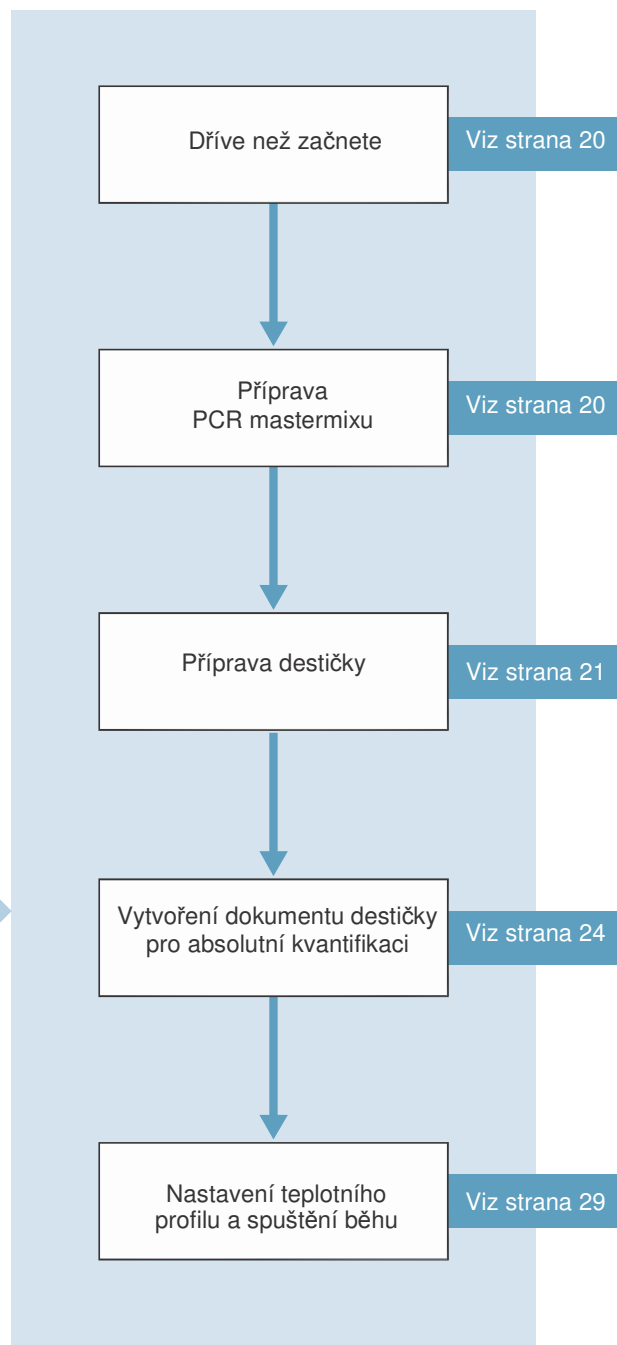 Dříve než začnete
Viz strana 20
Příprava
PCR mastermixu
Viz strana 20
Příprava destičky
Viz strana 21
Vytvoření dokumentu destičky
pro absolutní kvantifikaci
Viz strana 24
Nastavení teplotního
profilu a spuštění běhu
Viz strana 29